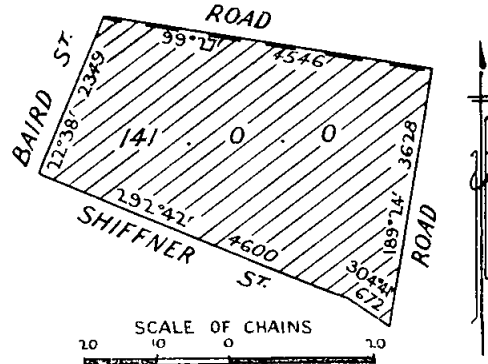 ROAD
99°27' 4546
BAIRD ST.
22°38' 2349
141 . 0 . 0
3628
189°24'
ROAD
292°42' 4600
SHIFFNER ST.
304°41'
672
SCALE OF CHAINS
20 10 0 20